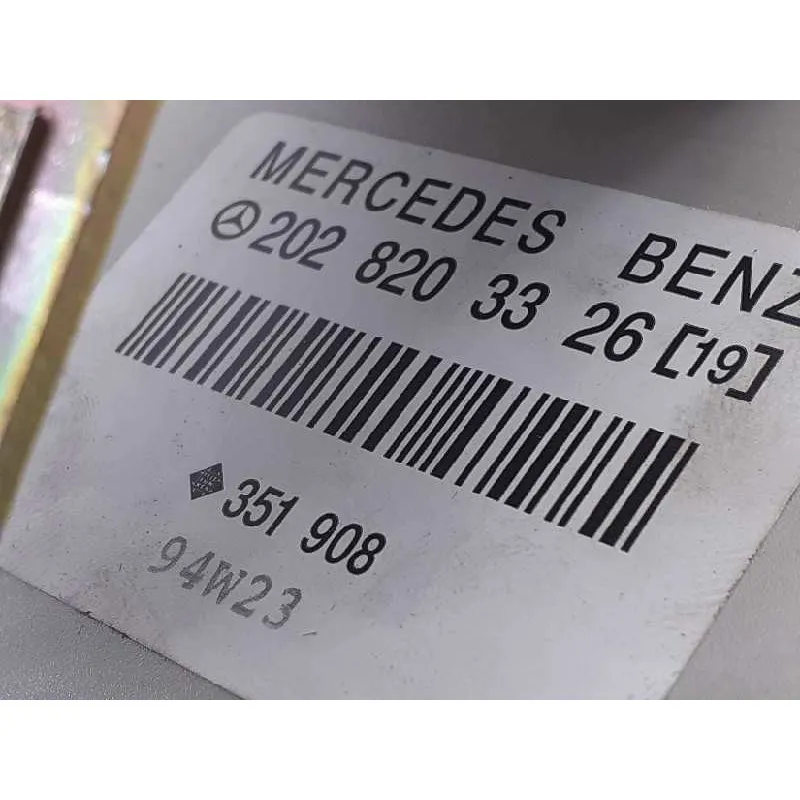 MERCEDES BENZ
202 820 33 26 [19]
351 908
94W23